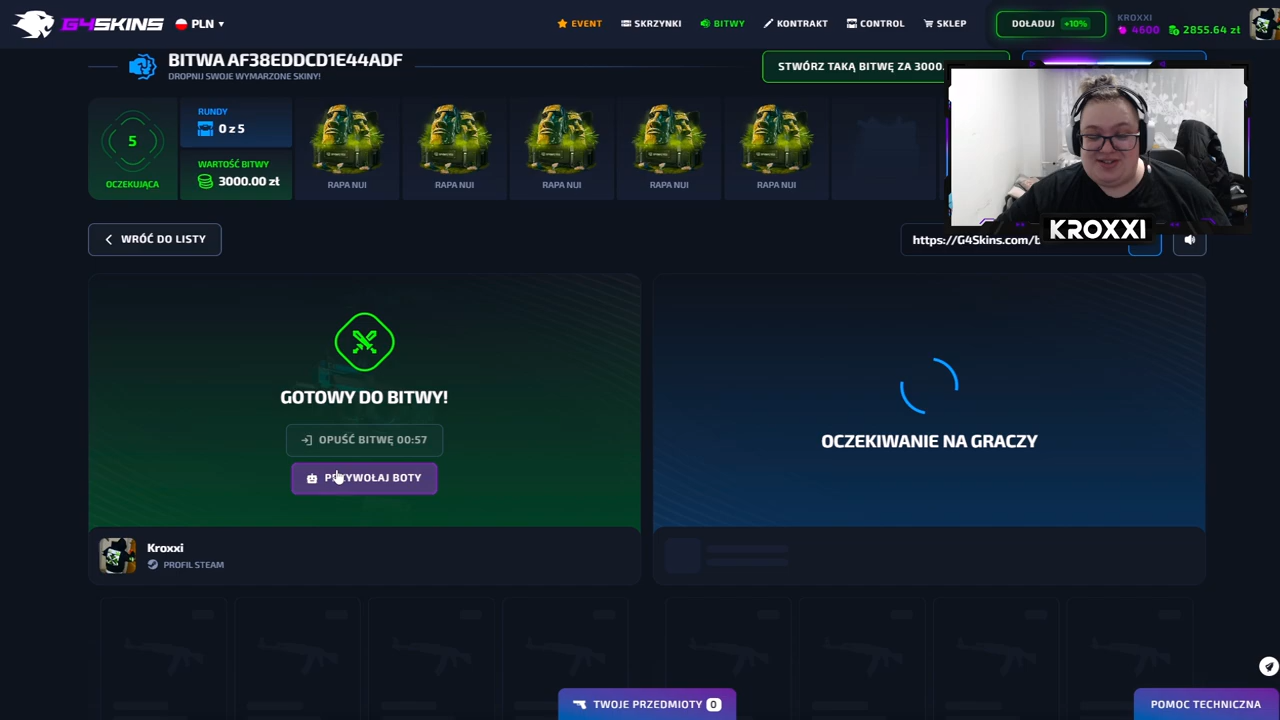 G4SKINS
PLN
EVENT
SKRZYNKI
BITWY
KONTRAKT
CONTROL
SKLEP
DOŁADUJ +10%
KROXXI
4600
2855.64 zł
BITWA AF38EDDCD1E44ADF
DROPNIJ SWOJE WYMARZONE SKINY!
STWÓRZ TAKĄ BITWĘ ZA 3000.
5
OCZEKUJĄCA
RUNDY
0 z 5
WARTOŚĆ BITWY
3000.00 zł
RAPA NUI
RAPA NUI
RAPA NUI
RAPA NUI
RAPA NUI
KROXXI
WRÓĆ DO LISTY
https://G4Skins.com/b
GOTOWY DO BITWY!
OPUŚĆ BITWĘ 00:57
PRZYWOŁAJ BOTY
OCZEKIWANIE NA GRACZY
Kroxxi
PROFIL STEAM
TWOJE PRZEDMIOTY 0
POMOC TECHNICZNA